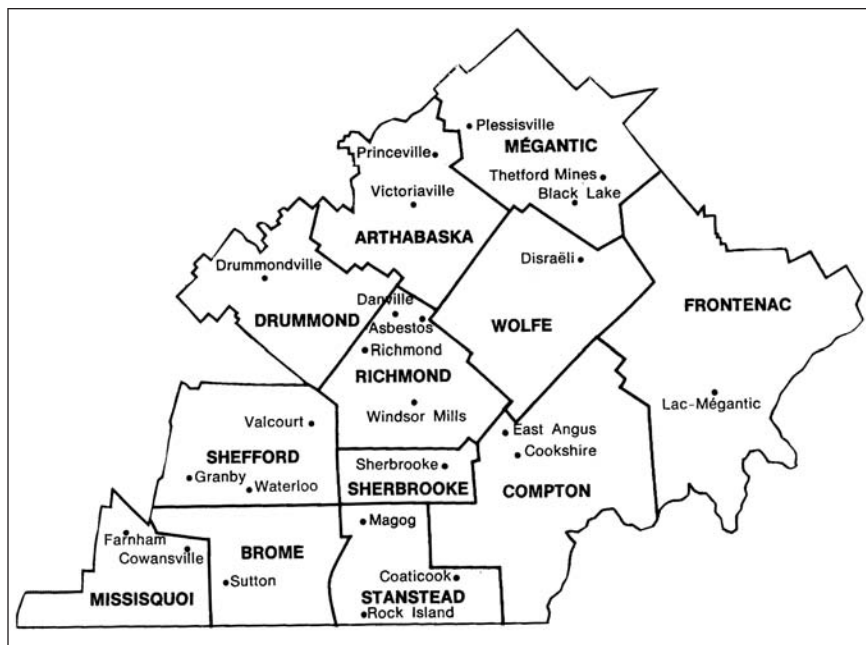 Plessisville
MÉGANTIC
Princeville
Thetford Mines
Black Lake
Victoriaville
ARTHABASKA
Disraëli
Drummondville
Danville
FRONTENAC
DRUMMOND
Asbestos
WOLFE
Richmond
RICHMOND
Lac-Mégantic
Windsor Mills
Valcourt
East Angus
SHEFFORD
Cookshire
Sherbrooke
Granby
Waterloo
SHERBROOKE
COMPTON
Magog
Farnham
Cowansville
BROME
Sutton
Coaticook
MISSISQUOI
STANSTEAD
Rock Island